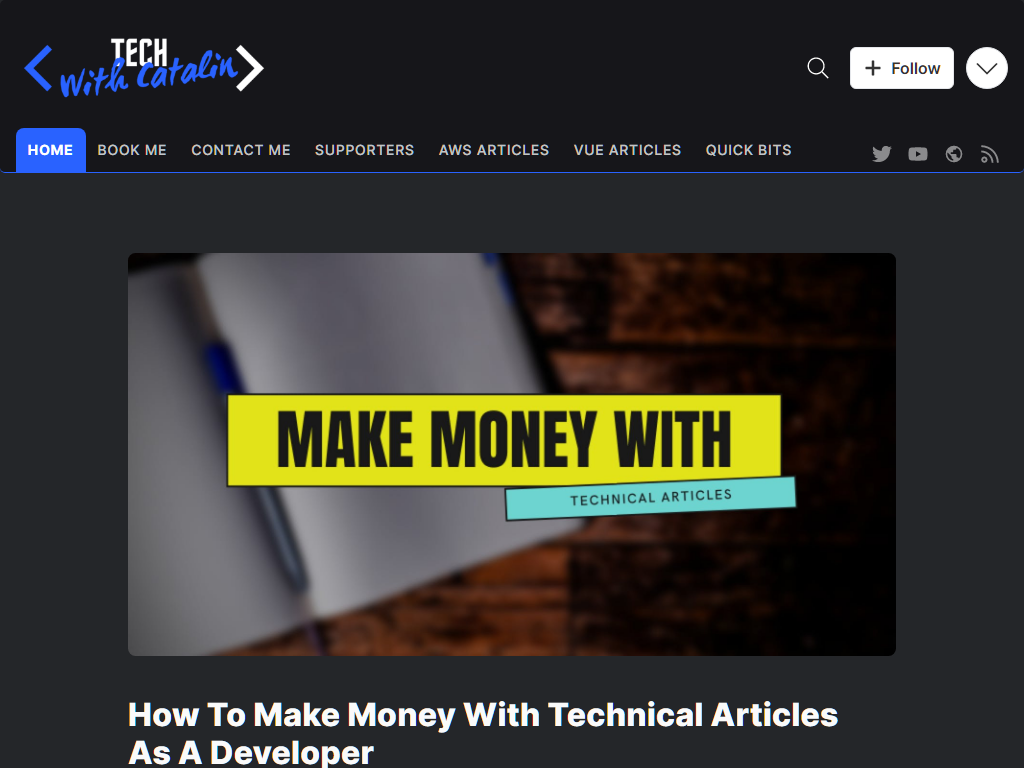 TECH
With Catalin
Follow
HOME
BOOK ME
CONTACT ME
SUPPORTERS
AWS ARTICLES
VUE ARTICLES
QUICK BITS
MAKE MONEY WITH
TECHNICAL ARTICLES
How To Make Money With Technical Articles
As A Developer